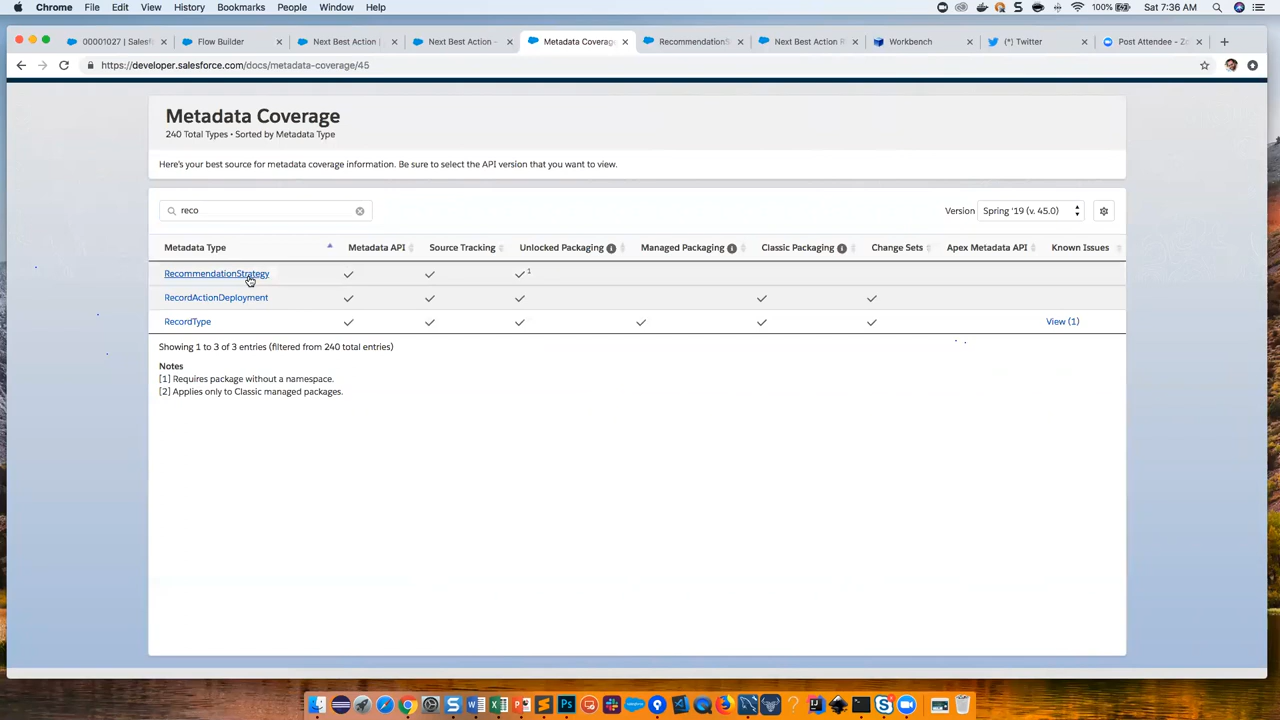 Chrome File Edit View History Bookmarks People Window Help 100% Sat 7:36 AM
00001027 | Salesf Flow Builder Next Best Action | Next Best Action - Metadata Coverage RecommendationS Next Best Action R Workbench (*) Twitter Post Attendee - Z
https://developer.salesforce.com/docs/metadata-coverage/45
Metadata Coverage
240 Total Types • Sorted by Metadata Type
Here's your best source for metadata coverage information. Be sure to select the API version that you want to view.
reco Version Spring '19 (v. 45.0)
Metadata Type Metadata API Source Tracking Unlocked Packaging Managed Packaging Classic Packaging Change Sets Apex Metadata API Known Issues
RecommendationStrategy 1
RecordActionDeployment
RecordType View (1)
Showing 1 to 3 of 3 entries (filtered from 240 total entries)
Notes
[1] Requires package without a namespace.
[2] Applies only to Classic managed packages.